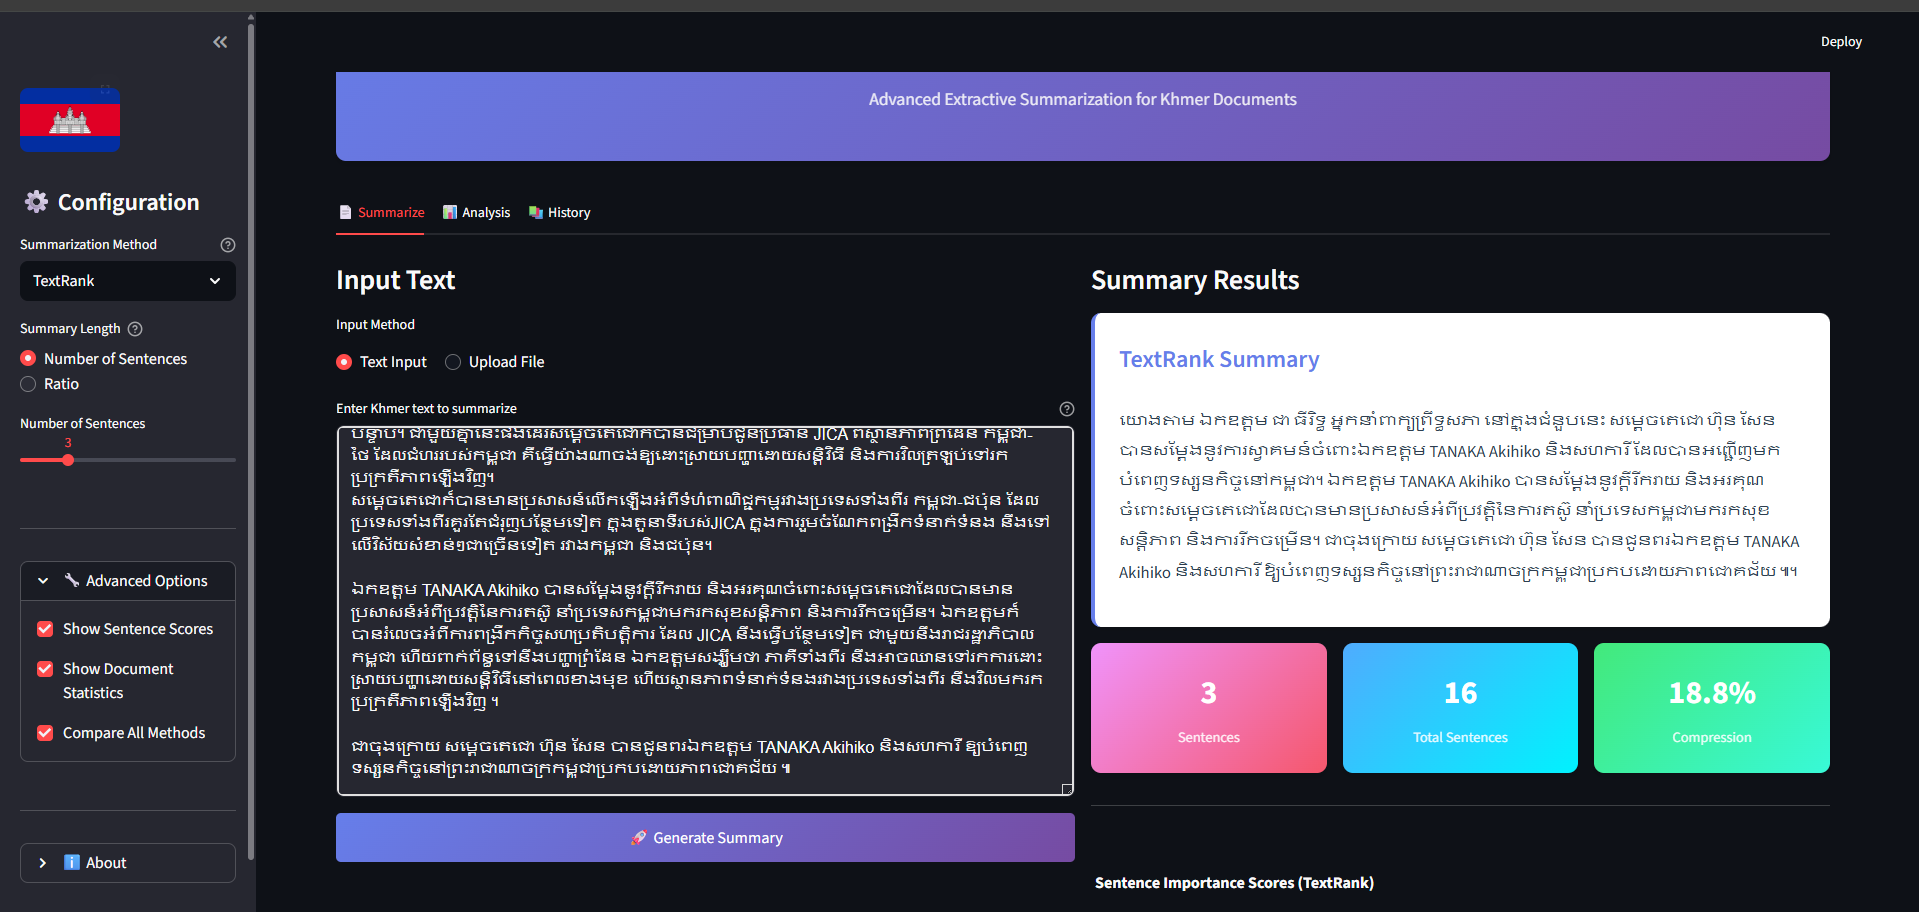 Deploy
Configuration
Summarization Method
TextRank
Summary Length
Number of Sentences
Ratio
Number of Sentences
3
Advanced Options
Show Sentence Scores
Show Document
Statistics
Compare All Methods
About
Advanced Extractive Summarization for Khmer Documents
Summarize
Analysis
History
Input Text
Input Method
Text Input
Upload File
Enter Khmer text to summarize
បន្ទាប់។ ជាមួយគ្នានេះផងដែរសម្តេចតេជោក៏បានជម្រាបជូនប្រធាន JICA ពីស្ថានភាពព្រំដែន កម្ពុជា-
ថៃ ដែលជំហររបស់កម្ពុជា គឺធ្វើយ៉ាងណាចង់ឱ្យដោះស្រាយបញ្ហាដោយសន្តិវិធី និងការវិលត្រឡប់ទៅរក
ប្រក្រតីភាពឡើងវិញ។
សម្តេចតេជោក៏បានមានប្រសាសន៍លើកឡើងអំពីទំហំពាណិជ្ជកម្មរវាងប្រទេសទាំងពីរ កម្ពុជា-ជប៉ុន ដែល
ប្រទេសទាំងពីរគួរតែជំរុញបន្ថែមទៀត ក្នុងតួនាទីរបស់JICA ក្នុងការរួមចំណែកពង្រីកទំនាក់ទំនង នឹងទៅ
លើវិស័យសំខាន់ៗជាច្រើនទៀត រវាងកម្ពុជា និងជប៉ុន។
ឯកឧត្តម TANAKA Akihiko បានសម្តែងនូវក្តីរីករាយ និងអរគុណចំពោះសម្តេចតេជោដែលបានមាន
ប្រសាសន៍អំពីប្រវត្តិនៃការតស៊ូ នាំប្រទេសកម្ពុជាមករកសុខសន្តិភាព និងការរីកចម្រើន។ ឯកឧត្តមក៏
បានរំលេចអំពីការពង្រីកកិច្ចសហប្រតិបត្តិការ ដែល JICA នឹងធ្វើបន្ថែមទៀត ជាមួយនឹងរាជរដ្ឋាភិបាល
កម្ពុជា ហើយពាក់ព័ន្ធទៅនឹងបញ្ហាព្រំដែន ឯកឧត្តមសង្ឃឹមថា ភាគីទាំងពីរ នឹងអាចឈានទៅរកការដោះ
ស្រាយបញ្ហាដោយសន្តិវិធីនៅពេលខាងមុខ ហើយស្ថានភាពទំនាក់ទំនងរវាងប្រទេសទាំងពីរ នឹងវិលមករក
ប្រក្រតីភាពឡើងវិញ ។
ជាចុងក្រោយ សម្តេចតេជោ ហ៊ុន សែន បានជូនពរឯកឧត្តម TANAKA Akihiko និងសហការី ឱ្យបំពេញ
ទស្សនកិច្ចនៅព្រះរាជាណាចក្រកម្ពុជាប្រកបដោយភាពជោគជ័យ ៕
Generate Summary
Summary Results
TextRank Summary
យោងតាម ឯកឧត្តម ជា ធីរិទ្ធ អ្នកនាំពាក្យព្រឹទ្ធសភា នៅក្នុងជំនួបនេះ សម្តេចតេជោ ហ៊ុន សែន
បានសម្តែងនូវការស្វាគមន៍ចំពោះឯកឧត្តម TANAKA Akihiko និងសហការី ដែលបានអញ្ជើញមក
បំពេញទស្សនកិច្ចនៅកម្ពុជា។ ឯកឧត្តម TANAKA Akihiko បានសម្តែងនូវក្តីរីករាយ និងអរគុណ
ចំពោះសម្តេចតេជោដែលបានមានប្រសាសន៍អំពីប្រវត្តិនៃការតស៊ូ នាំប្រទេសកម្ពុជាមករកសុខ
សន្តិភាព និងការរីកចម្រើន។ ជាចុងក្រោយ សម្តេចតេជោ ហ៊ុន សែន បានជូនពរឯកឧត្តម TANAKA
Akihiko និងសហការី ឱ្យបំពេញទស្សនកិច្ចនៅព្រះរាជាណាចក្រកម្ពុជាប្រកបដោយភាពជោគជ័យ ៕។
3
Sentences
16
Total Sentences
18.8%
Compression
Sentence Importance Scores (TextRank)